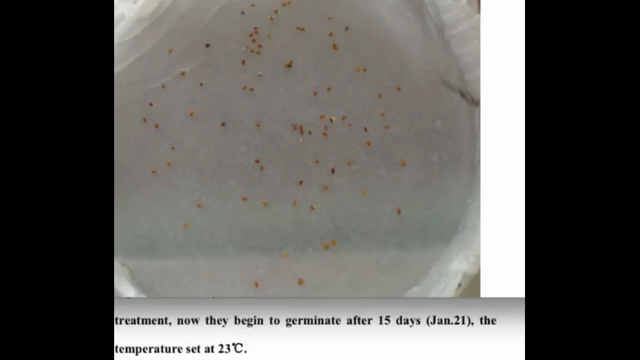 treatment, now they begin to germinate after 15 days (Jan.21), the
temperature set at 23℃.